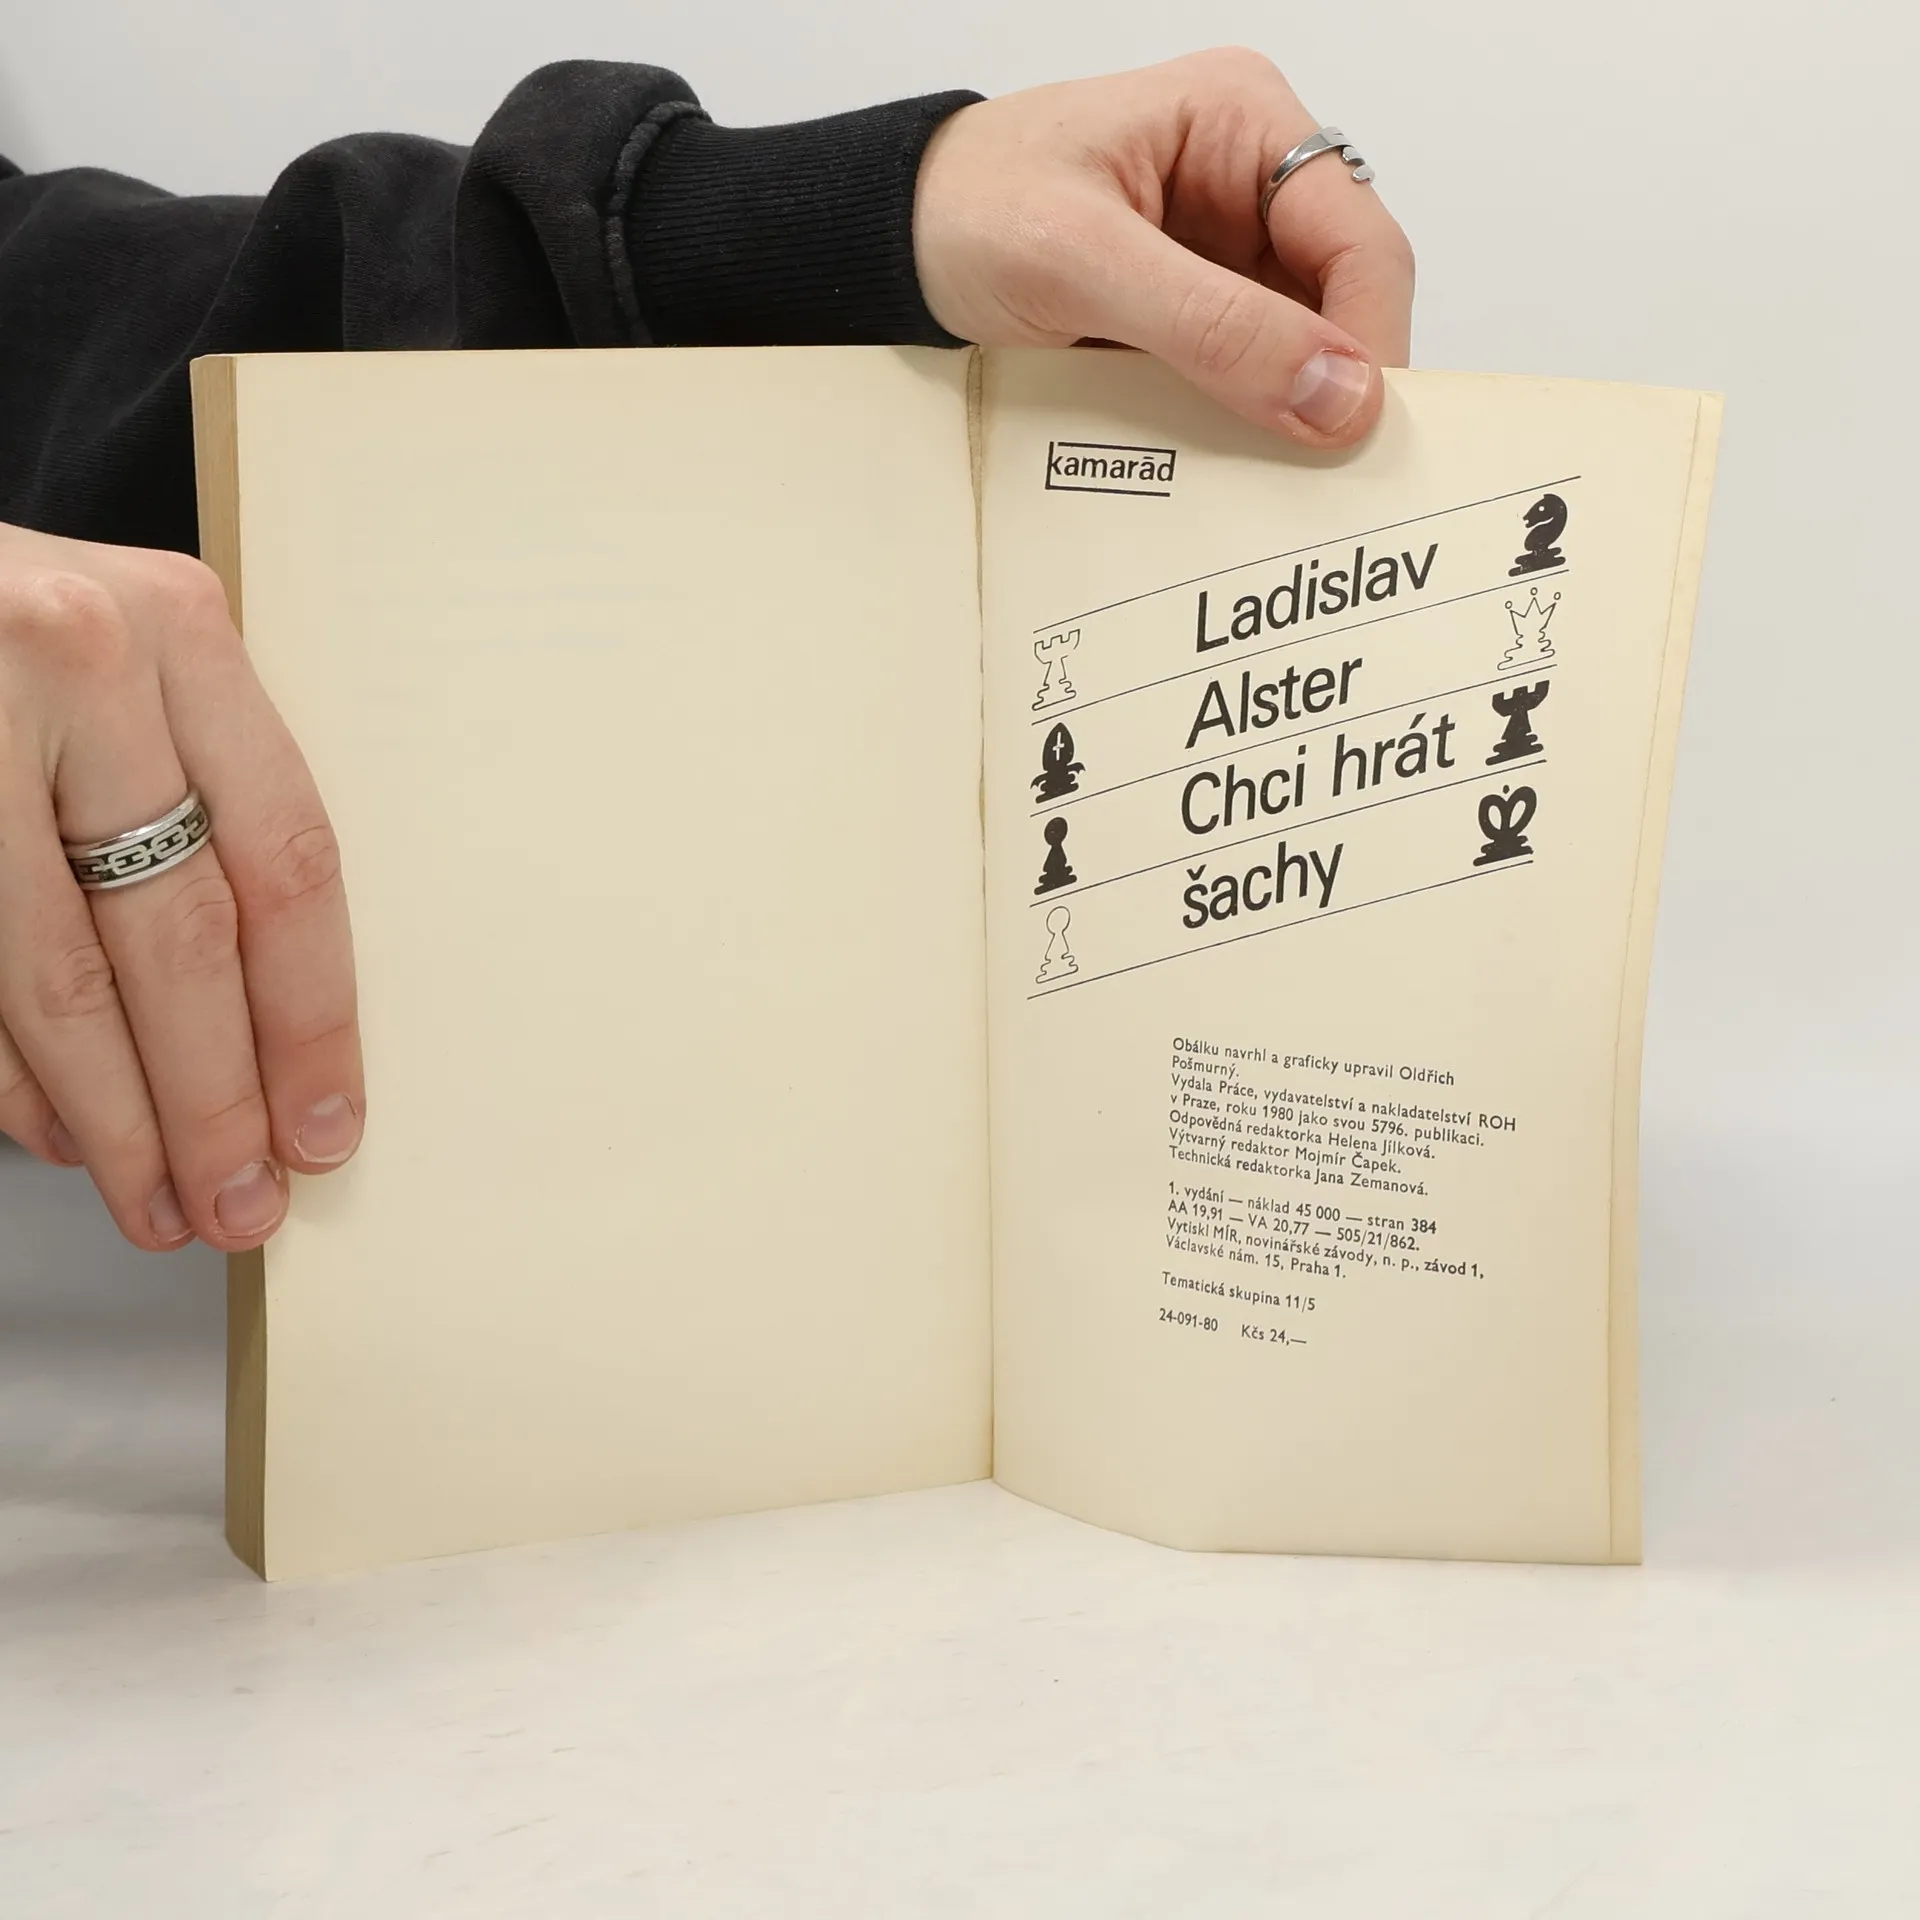 kamarād
Ladislav
Alster
Chci hrát
šachy
Obálku navrhl a graficky upravil Oldřich
Pošmurný.
Vydala Práce, vydavatelství a nakladatelství ROH
v Praze, roku 1980 jako svou 5796. publikaci.
Odpovědná redaktorka Helena Jílková.
Výtvarný redaktor Mojmír Čapek.
Technická redaktorka Jana Zemanová.
1. vydání — náklad 45 000 — stran 384
AA 19,91 — VA 20,77 — 505/21/862.
Vytiskl MÍR, novinářské závody, n. p., závod 1,
Václavské nám. 15, Praha 1.
Tematická skupina 11/5
24-091-80 Kčs 24,—